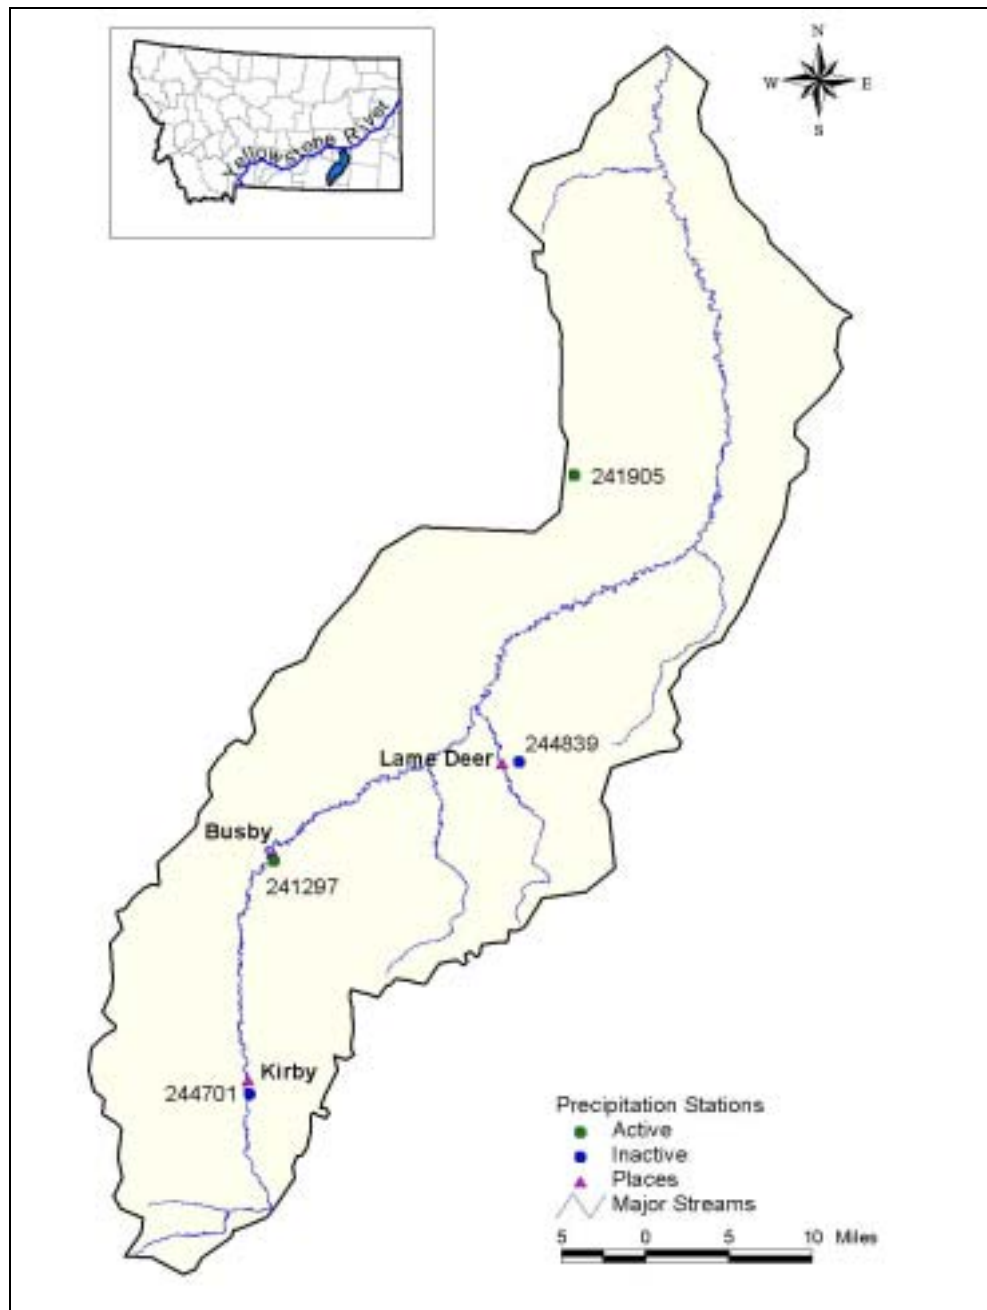 Yellowstone River
N
W E
S
241905
244839
Lame Deer
Busby
241297
Kirby
244701
Precipitation Stations
Active
Inactive
Places
Major Streams
5 0 5 10 Miles